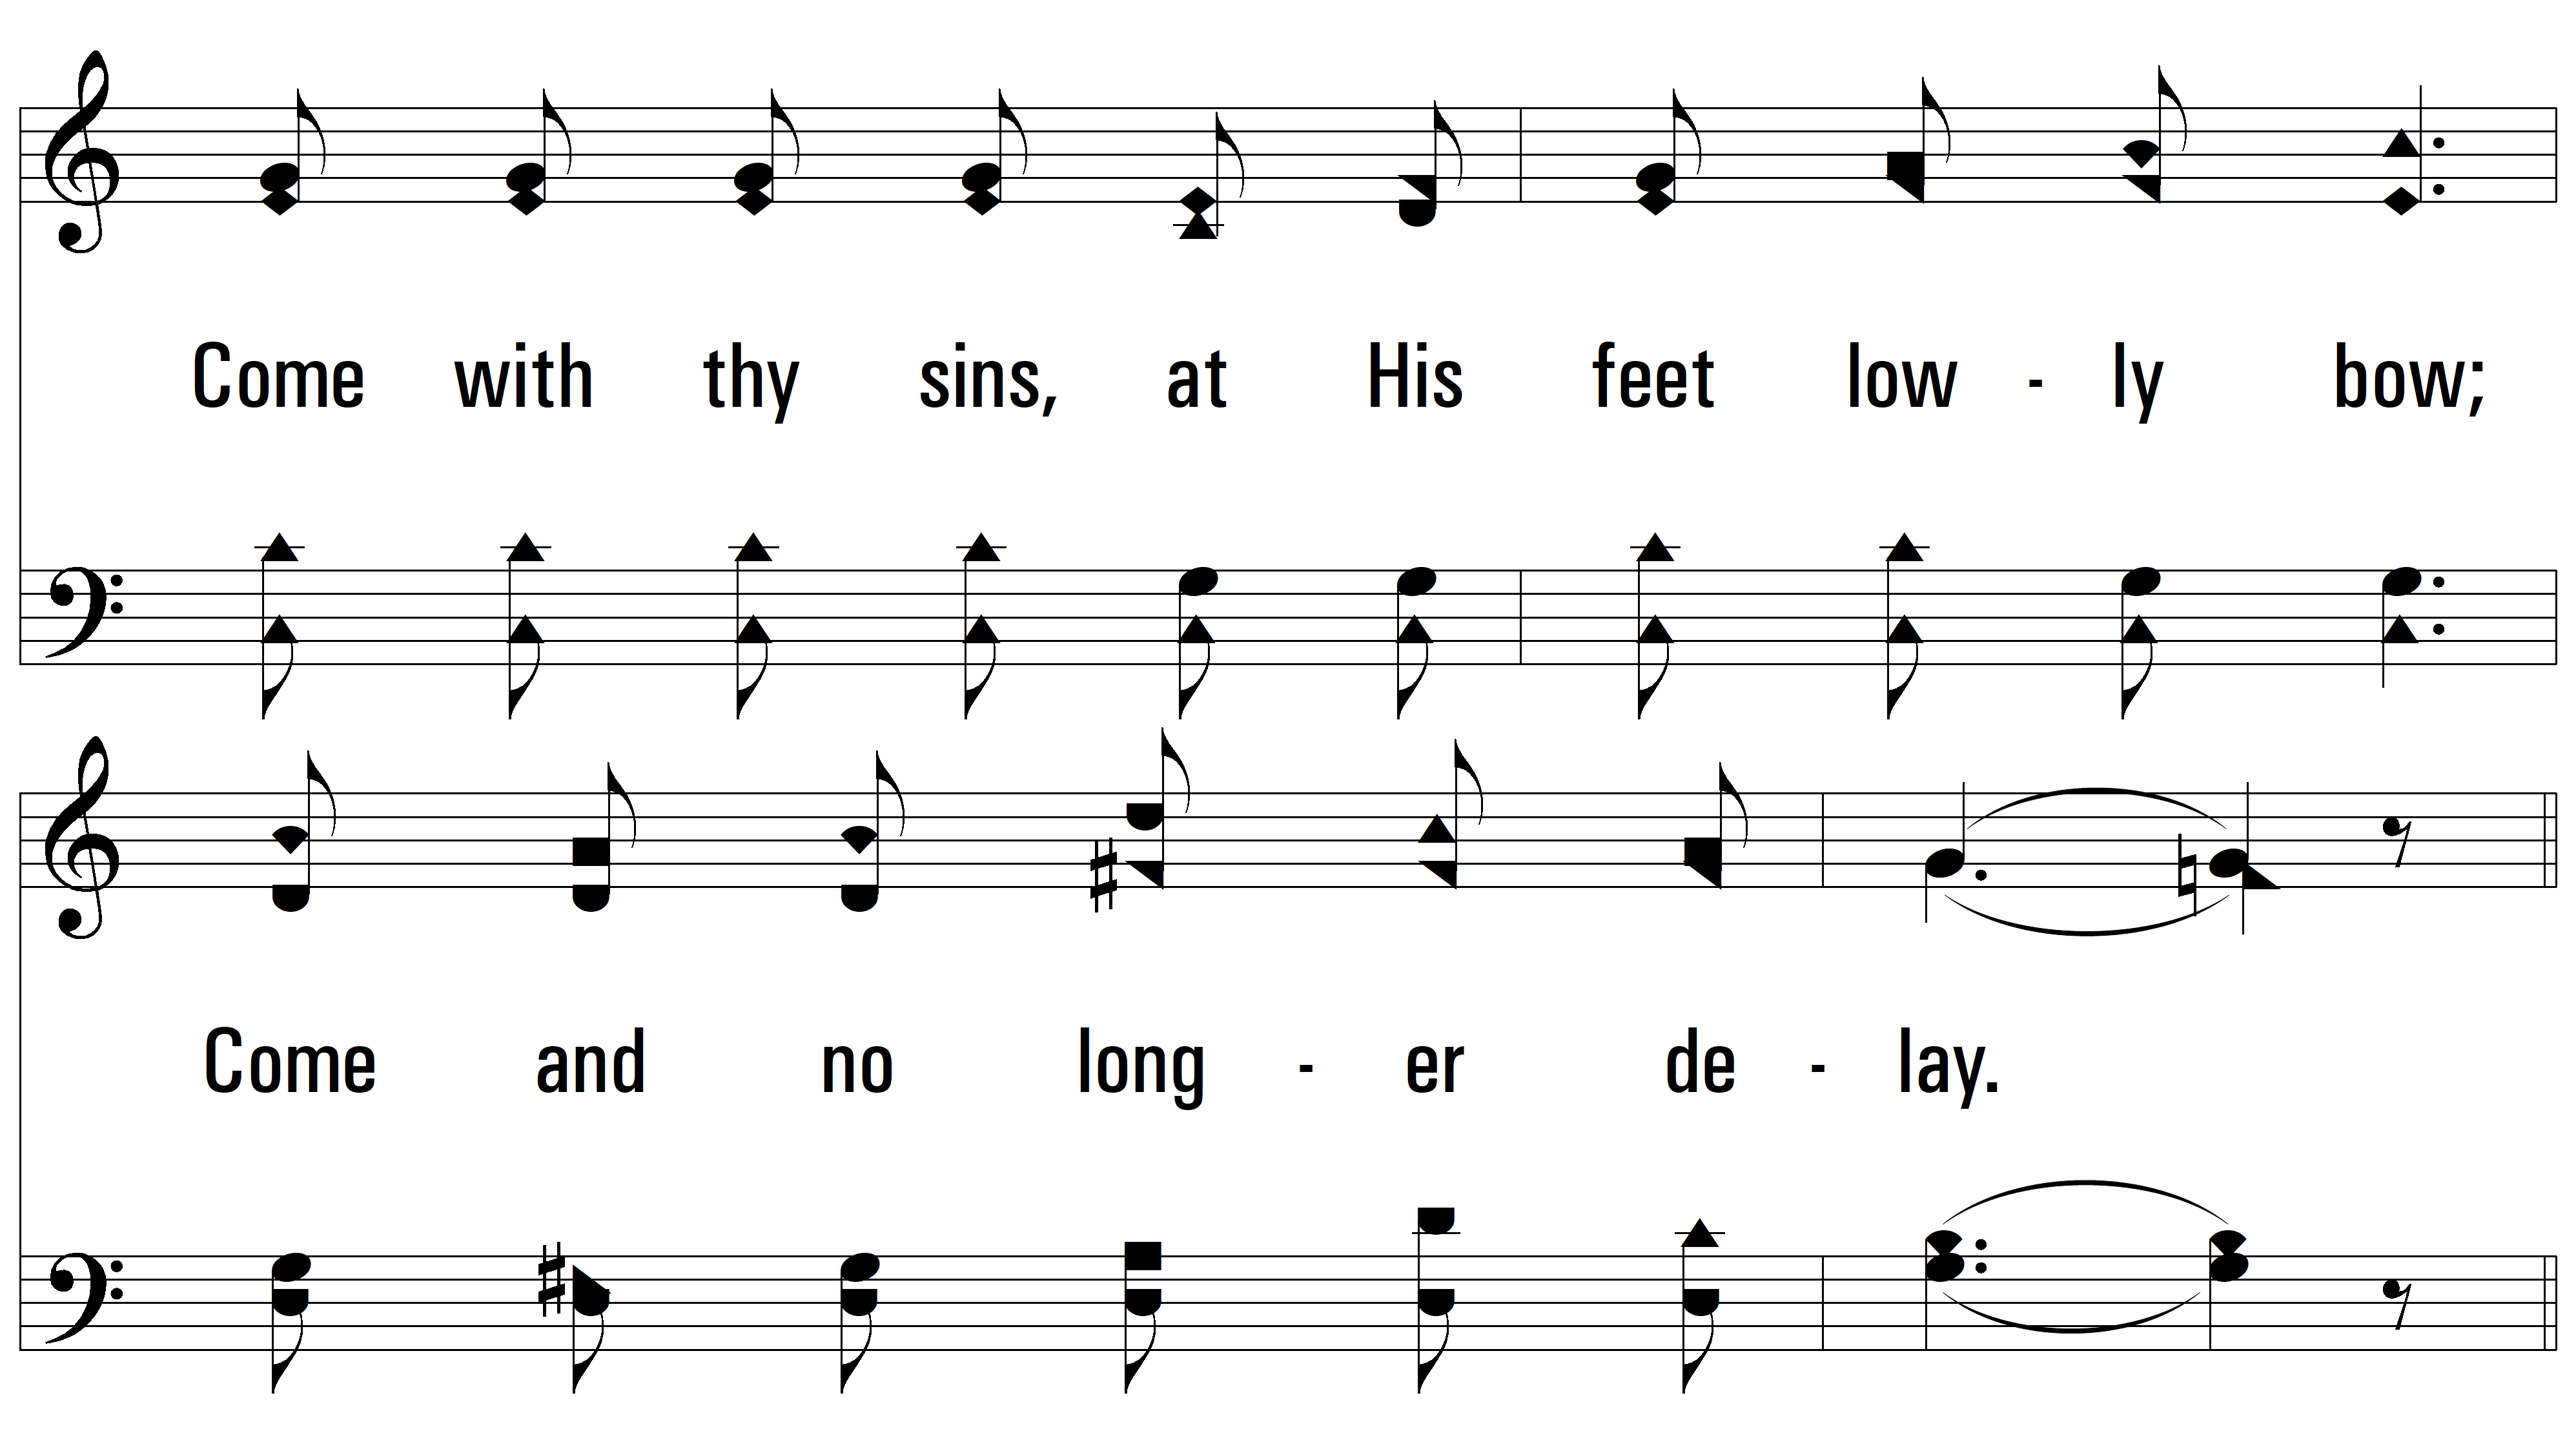 Come with thy sins, at His feet low - ly bow;
Come and no long - er de - lay.